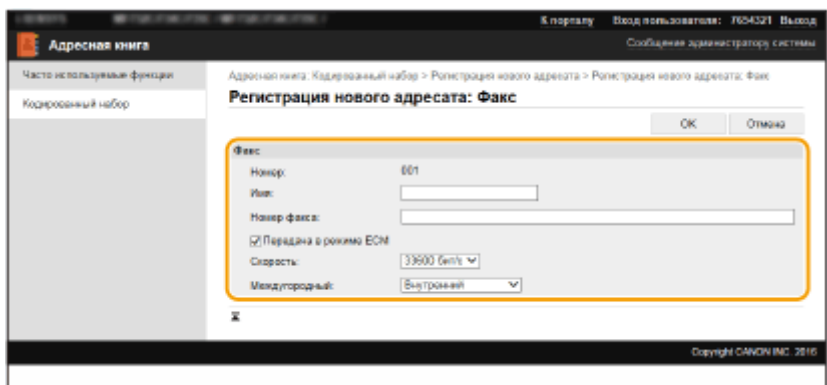 К порталу Вход пользователя: 7654321 Выход
Адресная книга Сообщение администратору системы
Часто используемые функции
Кодированный набор
Адресная книга: Кодированный набор > Регистрация нового адресата > Регистрация нового адресата: Факс
Регистрация нового адресата: Факс
OK Отмена
Факс
Номер: 001
Имя:
Номер факса:
Передача в режиме ECM
Скорость: 33600 бит/с
Междугородный: Внутренний
Copyright CANON INC. 2016